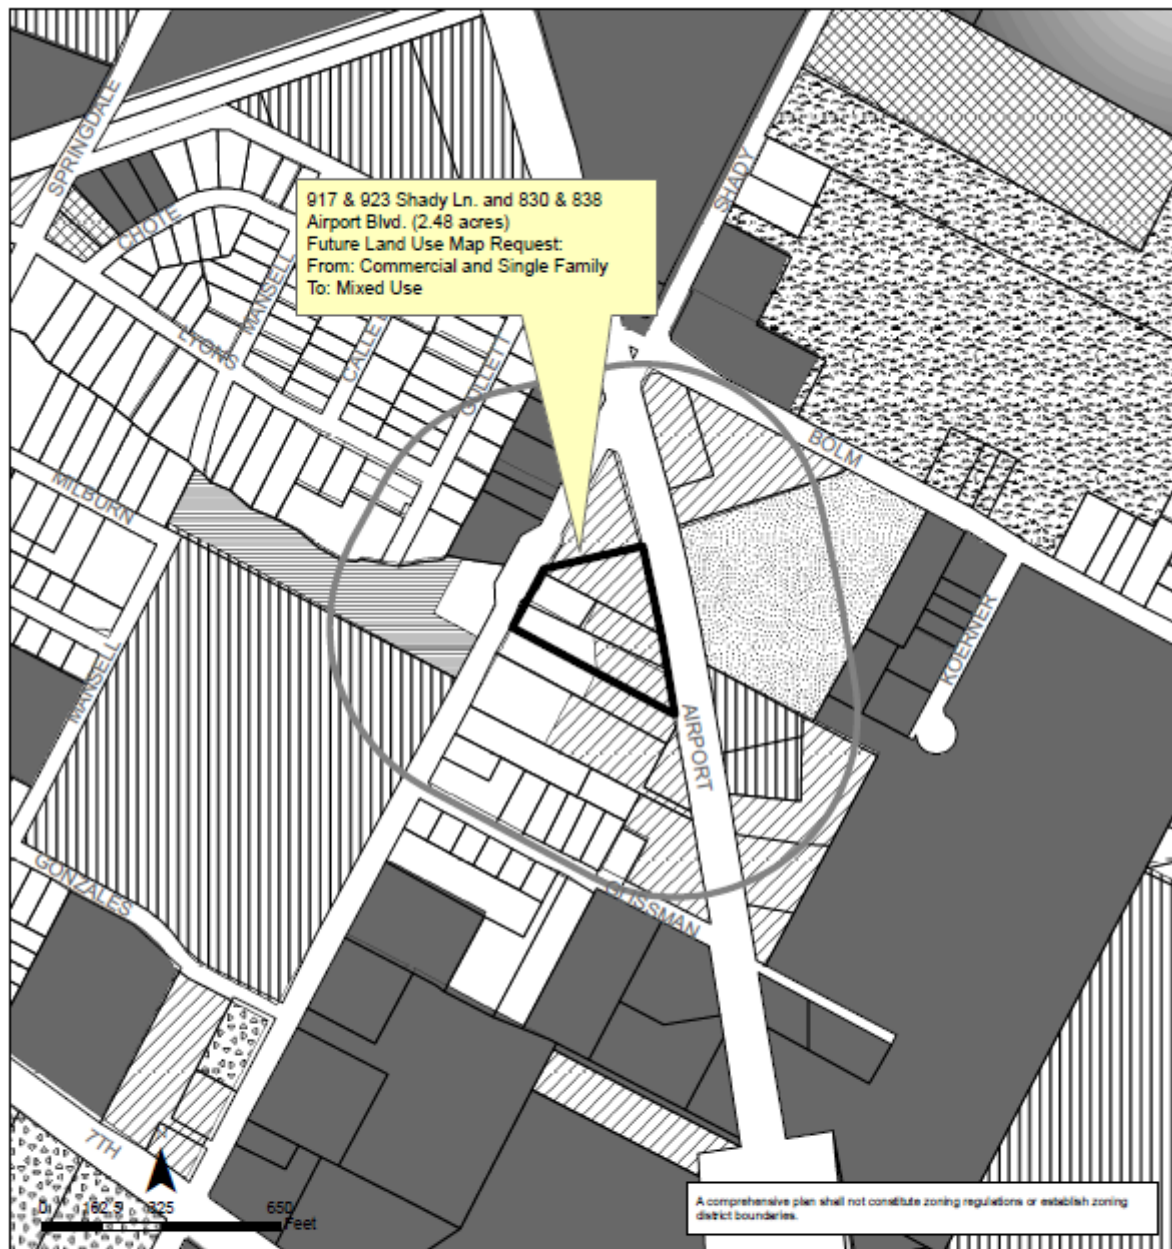 SPRINGDALE
SHADY
917 & 923 Shady Ln. and 830 & 838
Airport Blvd. (2.48 acres)
Future Land Use Map Request:
From: Commercial and Single Family
To: Mixed Use
CHOTE
MANSELL
LYONS
CALLE
GULLETT
BOLM
MILBURN
KOERNER
MANSELL
AIRPORT
GONZALES
GLISSMAN
7TH
0 162.5 325 650
Feet
A comprehensive plan shall not constitute zoning regulations or establish zoning
district boundaries.